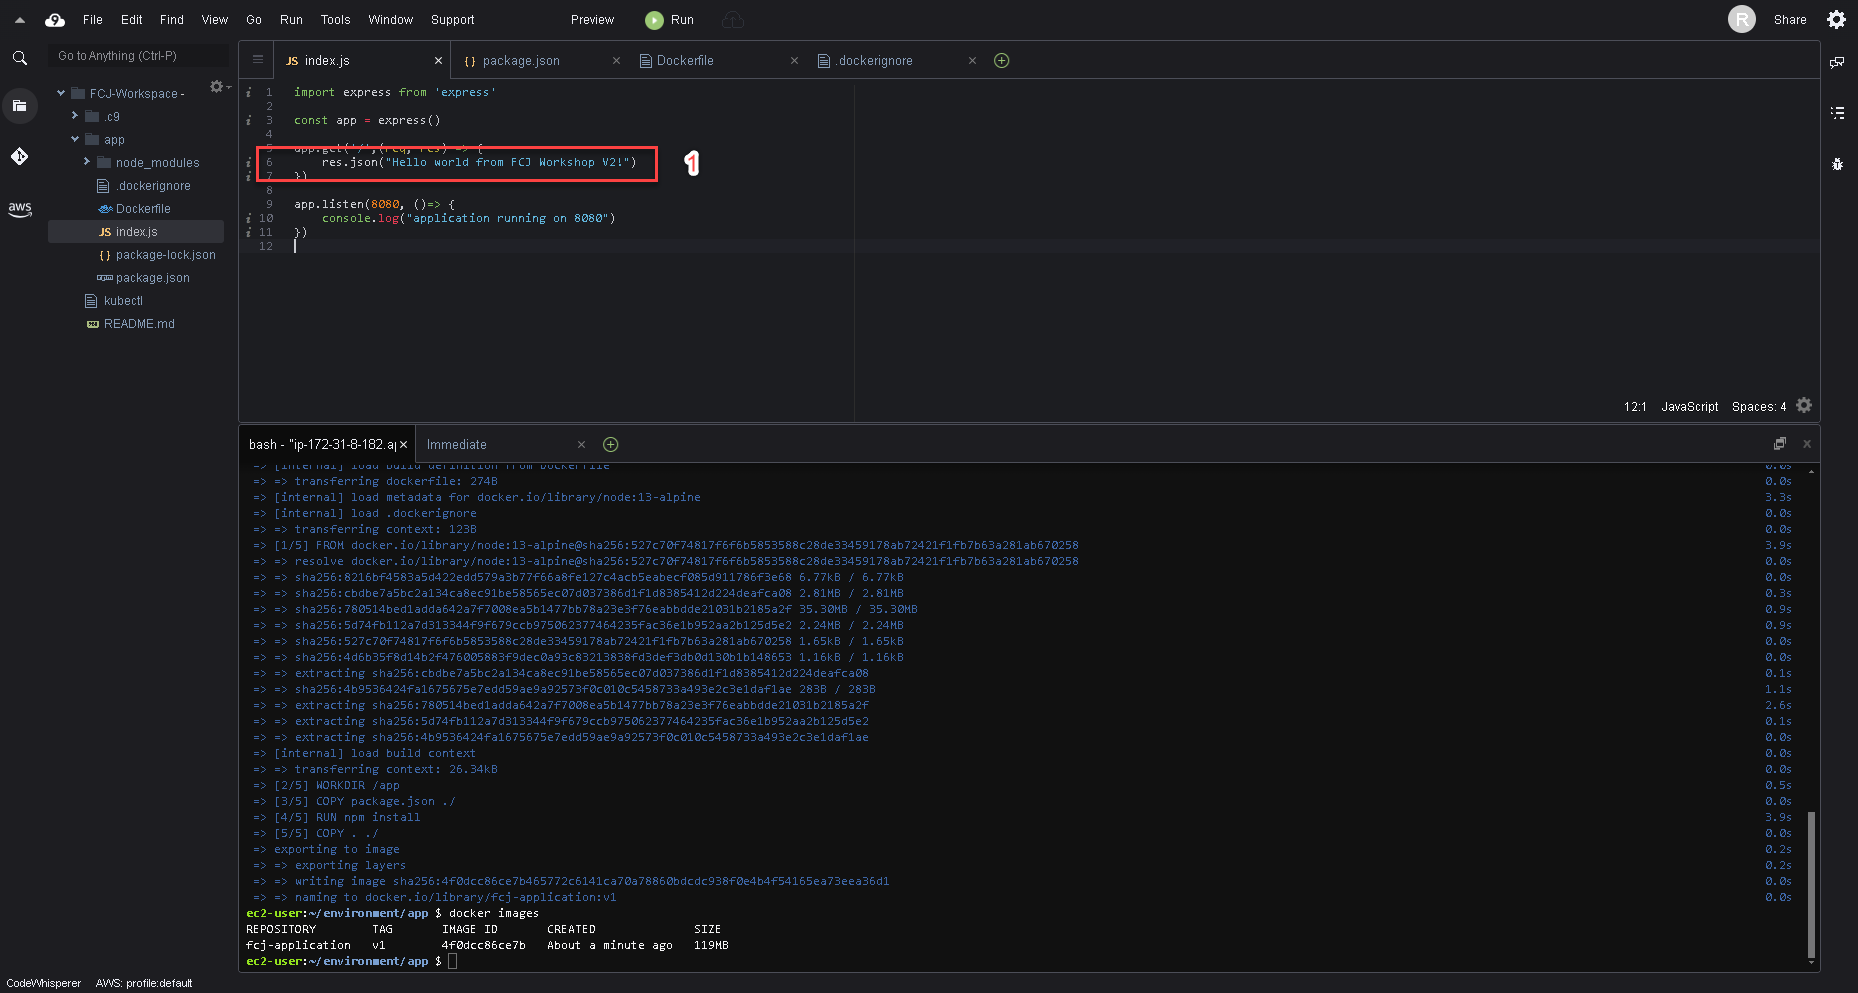 File Edit Find View Go Run Tools Window Support Preview Run R Share
Go to Anything (Ctrl-P)
FCJ-Workspace -
.c9
app
node_modules
.dockerignore
Dockerfile
JS index.js
{ } package-lock.json
package.json
kubectl
README.md
aws
JS index.js × { } package.json × Dockerfile × .dockerignore ×
1 import express from 'express'
2
3 const app = express()
4
5 app.get('/',(req, res) => {
6 res.json("Hello world from FCJ Workshop V2!")
7 })
8
9 app.listen(8080, ()=> {
10 console.log("application running on 8080")
11 })
12
1
12:1 JavaScript Spaces: 4
bash - "ip-172-31-8-182.ap × Immediate ×
=> [internal] load build definition from Dockerfile 0.0s
=> => transferring dockerfile: 274B 0.0s
=> [internal] load metadata for docker.io/library/node:13-alpine 3.3s
=> [internal] load .dockerignore 0.0s
=> => transferring context: 123B 0.0s
=> [1/5] FROM docker.io/library/node:13-alpine@sha256:527c70f74817f6f6b5853588c28de33459178ab72421f1fb7b63a281ab670258 3.9s
=> => resolve docker.io/library/node:13-alpine@sha256:527c70f74817f6f6b5853588c28de33459178ab72421f1fb7b63a281ab670258 0.0s
=> => sha256:8216bf4583a5d422edd579a3b77f66a8fe127c4acb5eabecf085d911786f3e68 6.77kB / 6.77kB 0.0s
=> => sha256:cbdbe7a5bc2a134ca8ec91be58565ec07d037386d1f1d8385412d224deafca08 2.81MB / 2.81MB 0.3s
=> => sha256:780514bed1adda642a7f7008ea5b1477bb78a23e3f76eabbdde21031b2185a2f 35.30MB / 35.30MB 0.9s
=> => sha256:5d74fb112a7d313344f9f679ccb975062377464235fac36e1b952aa2b125d5e2 2.24MB / 2.24MB 0.9s
=> => sha256:527c70f74817f6f6b5853588c28de33459178ab72421f1fb7b63a281ab670258 1.65kB / 1.65kB 0.0s
=> => sha256:4d6b35f8d14b2f476005883f9dec0a93c83213838fd3def3db0d130b1b148653 1.16kB / 1.16kB 0.0s
=> => extracting sha256:cbdbe7a5bc2a134ca8ec91be58565ec07d037386d1f1d8385412d224deafca08 0.1s
=> => sha256:4b9536424fa1675675e7edd59ae9a92573f0c010c5458733a493e2c3e1daf1ae 283B / 283B 1.1s
=> => extracting sha256:780514bed1adda642a7f7008ea5b1477bb78a23e3f76eabbdde21031b2185a2f 2.6s
=> => extracting sha256:5d74fb112a7d313344f9f679ccb975062377464235fac36e1b952aa2b125d5e2 0.1s
=> => extracting sha256:4b9536424fa1675675e7edd59ae9a92573f0c010c5458733a493e2c3e1daf1ae 0.0s
=> [internal] load build context 0.0s
=> => transferring context: 26.34kB 0.0s
=> [2/5] WORKDIR /app 0.5s
=> [3/5] COPY package.json ./ 0.0s
=> [4/5] RUN npm install 3.9s
=> [5/5] COPY . ./ 0.0s
=> exporting to image 0.2s
=> => exporting layers 0.2s
=> => writing image sha256:4f0dcc86ce7b465772c6141ca70a78860bdcdc938f0e4b4f54165ea73eea36d1 0.0s
=> => naming to docker.io/library/fcj-application:v1 0.0s
ec2-user:~/environment/app $ docker images
REPOSITORY TAG IMAGE ID CREATED SIZE
fcj-application v1 4f0dcc86ce7b About a minute ago 119MB
ec2-user:~/environment/app $
CodeWhisperer AWS: profile:default